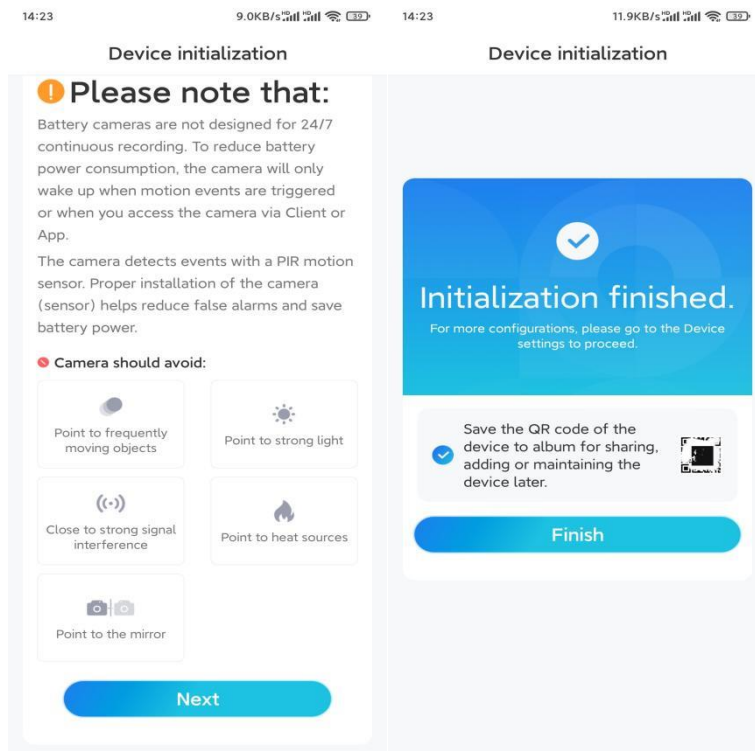 14:23
9.0KB/s HD HD 39
Device initialization
Please note that:
Battery cameras are not designed for 24/7
continuous recording. To reduce battery
power consumption, the camera will only
wake up when motion events are triggered
or when you access the camera via Client or
App.
The camera detects events with a PIR motion
sensor. Proper installation of the camera
(sensor) helps reduce false alarms and save
battery power.
Camera should avoid:
Point to frequently
moving objects
Point to strong light
Close to strong signal
interference
Point to heat sources
Point to the mirror
Next
14:23
11.9KB/s HD HD 39
Device initialization
Initialization finished.
For more configurations, please go to the Device
settings to proceed.
Save the QR code of the
device to album for sharing,
adding or maintaining the
device later.
Finish